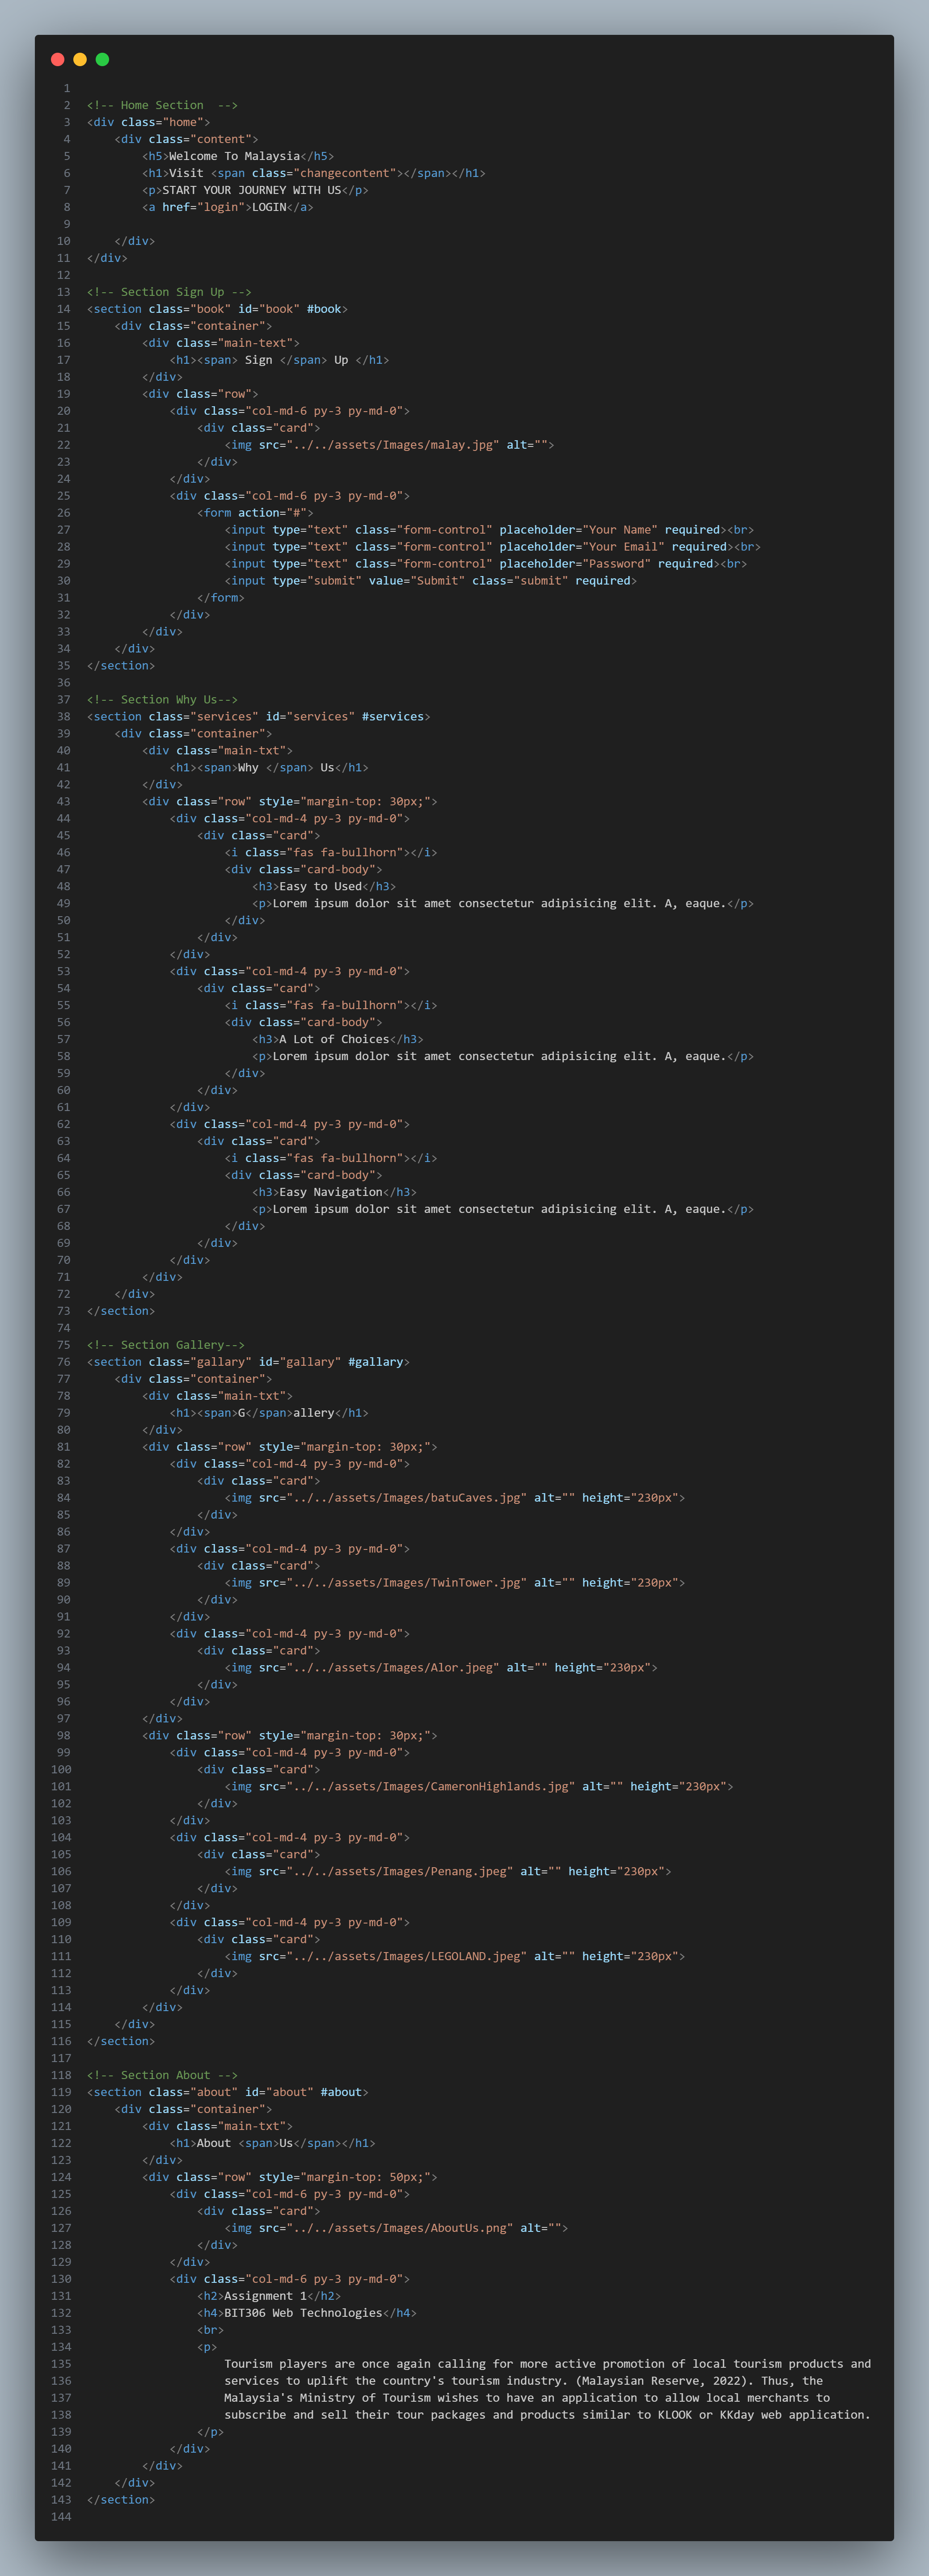 1
2 <!-- Home Section  -->
3 <div class="home">
4     <div class="content">
5         <h5>Welcome To Malaysia</h5>
6         <h1>Visit <span class="changecontent"></span></h1>
7         <p>START YOUR JOURNEY WITH US</p>
8         <a href="login">LOGIN</a>
9
10     </div>
11 </div>
12
13 <!-- Section Sign Up -->
14 <section class="book" id="book" #book>
15     <div class="container">
16         <div class="main-text">
17             <h1><span> Sign </span> Up </h1>
18         </div>
19         <div class="row">
20             <div class="col-md-6 py-3 py-md-0">
21                 <div class="card">
22                     <img src="../../assets/Images/malay.jpg" alt="">
23                 </div>
24             </div>
25             <div class="col-md-6 py-3 py-md-0">
26                 <form action="#">
27                     <input type="text" class="form-control" placeholder="Your Name" required><br>
28                     <input type="text" class="form-control" placeholder="Your Email" required><br>
29                     <input type="text" class="form-control" placeholder="Password" required><br>
30                     <input type="submit" value="Submit" class="submit" required>
31                 </form>
32             </div>
33         </div>
34     </div>
35 </section>
36
37 <!-- Section Why Us-->
38 <section class="services" id="services" #services>
39     <div class="container">
40         <div class="main-txt">
41             <h1><span>Why </span> Us</h1>
42         </div>
43         <div class="row" style="margin-top: 30px;">
44             <div class="col-md-4 py-3 py-md-0">
45                 <div class="card">
46                     <i class="fas fa-bullhorn"></i>
47                     <div class="card-body">
48                         <h3>Easy to Used</h3>
49                         <p>Lorem ipsum dolor sit amet consectetur adipisicing elit. A, eaque.</p>
50                     </div>
51                 </div>
52             </div>
53             <div class="col-md-4 py-3 py-md-0">
54                 <div class="card">
55                     <i class="fas fa-bullhorn"></i>
56                     <div class="card-body">
57                         <h3>A Lot of Choices</h3>
58                         <p>Lorem ipsum dolor sit amet consectetur adipisicing elit. A, eaque.</p>
59                     </div>
60                 </div>
61             </div>
62             <div class="col-md-4 py-3 py-md-0">
63                 <div class="card">
64                     <i class="fas fa-bullhorn"></i>
65                     <div class="card-body">
66                         <h3>Easy Navigation</h3>
67                         <p>Lorem ipsum dolor sit amet consectetur adipisicing elit. A, eaque.</p>
68                     </div>
69                 </div>
70             </div>
71         </div>
72     </div>
73 </section>
74
75 <!-- Section Gallery-->
76 <section class="gallary" id="gallary" #gallary>
77     <div class="container">
78         <div class="main-txt">
79             <h1><span>G</span>allery</h1>
80         </div>
81         <div class="row" style="margin-top: 30px;">
82             <div class="col-md-4 py-3 py-md-0">
83                 <div class="card">
84                     <img src="../../assets/Images/batuCaves.jpg" alt="" height="230px">
85                 </div>
86             </div>
87             <div class="col-md-4 py-3 py-md-0">
88                 <div class="card">
89                     <img src="../../assets/Images/TwinTower.jpg" alt="" height="230px">
90                 </div>
91             </div>
92             <div class="col-md-4 py-3 py-md-0">
93                 <div class="card">
94                     <img src="../../assets/Images/Alor.jpeg" alt="" height="230px">
95                 </div>
96             </div>
97         </div>
98         <div class="row" style="margin-top: 30px;">
99             <div class="col-md-4 py-3 py-md-0">
100                 <div class="card">
101                     <img src="../../assets/Images/CameronHighlands.jpg" alt="" height="230px">
102                 </div>
103             </div>
104             <div class="col-md-4 py-3 py-md-0">
105                 <div class="card">
106                     <img src="../../assets/Images/Penang.jpeg" alt="" height="230px">
107                 </div>
108             </div>
109             <div class="col-md-4 py-3 py-md-0">
110                 <div class="card">
111                     <img src="../../assets/Images/LEGOLAND.jpeg" alt="" height="230px">
112                 </div>
113             </div>
114         </div>
115     </div>
116 </section>
117
118 <!-- Section About -->
119 <section class="about" id="about" #about>
120     <div class="container">
121         <div class="main-txt">
122             <h1>About <span>Us</span></h1>
123         </div>
124         <div class="row" style="margin-top: 50px;">
125             <div class="col-md-6 py-3 py-md-0">
126                 <div class="card">
127                     <img src="../../assets/Images/AboutUs.png" alt="">
128                 </div>
129             </div>
130             <div class="col-md-6 py-3 py-md-0">
131                 <h2>Assignment 1</h2>
132                 <h4>BIT306 Web Technologies</h4>
133                 <br>
134                 <p>
135                     Tourism players are once again calling for more active promotion of local tourism products and
136                     services to uplift the country's tourism industry. (Malaysian Reserve, 2022). Thus, the
137                     Malaysia's Ministry of Tourism wishes to have an application to allow local merchants to
138                     subscribe and sell their tour packages and products similar to KLOOK or KKday web application.
139                 </p>
140             </div>
141         </div>
142     </div>
143 </section>
144